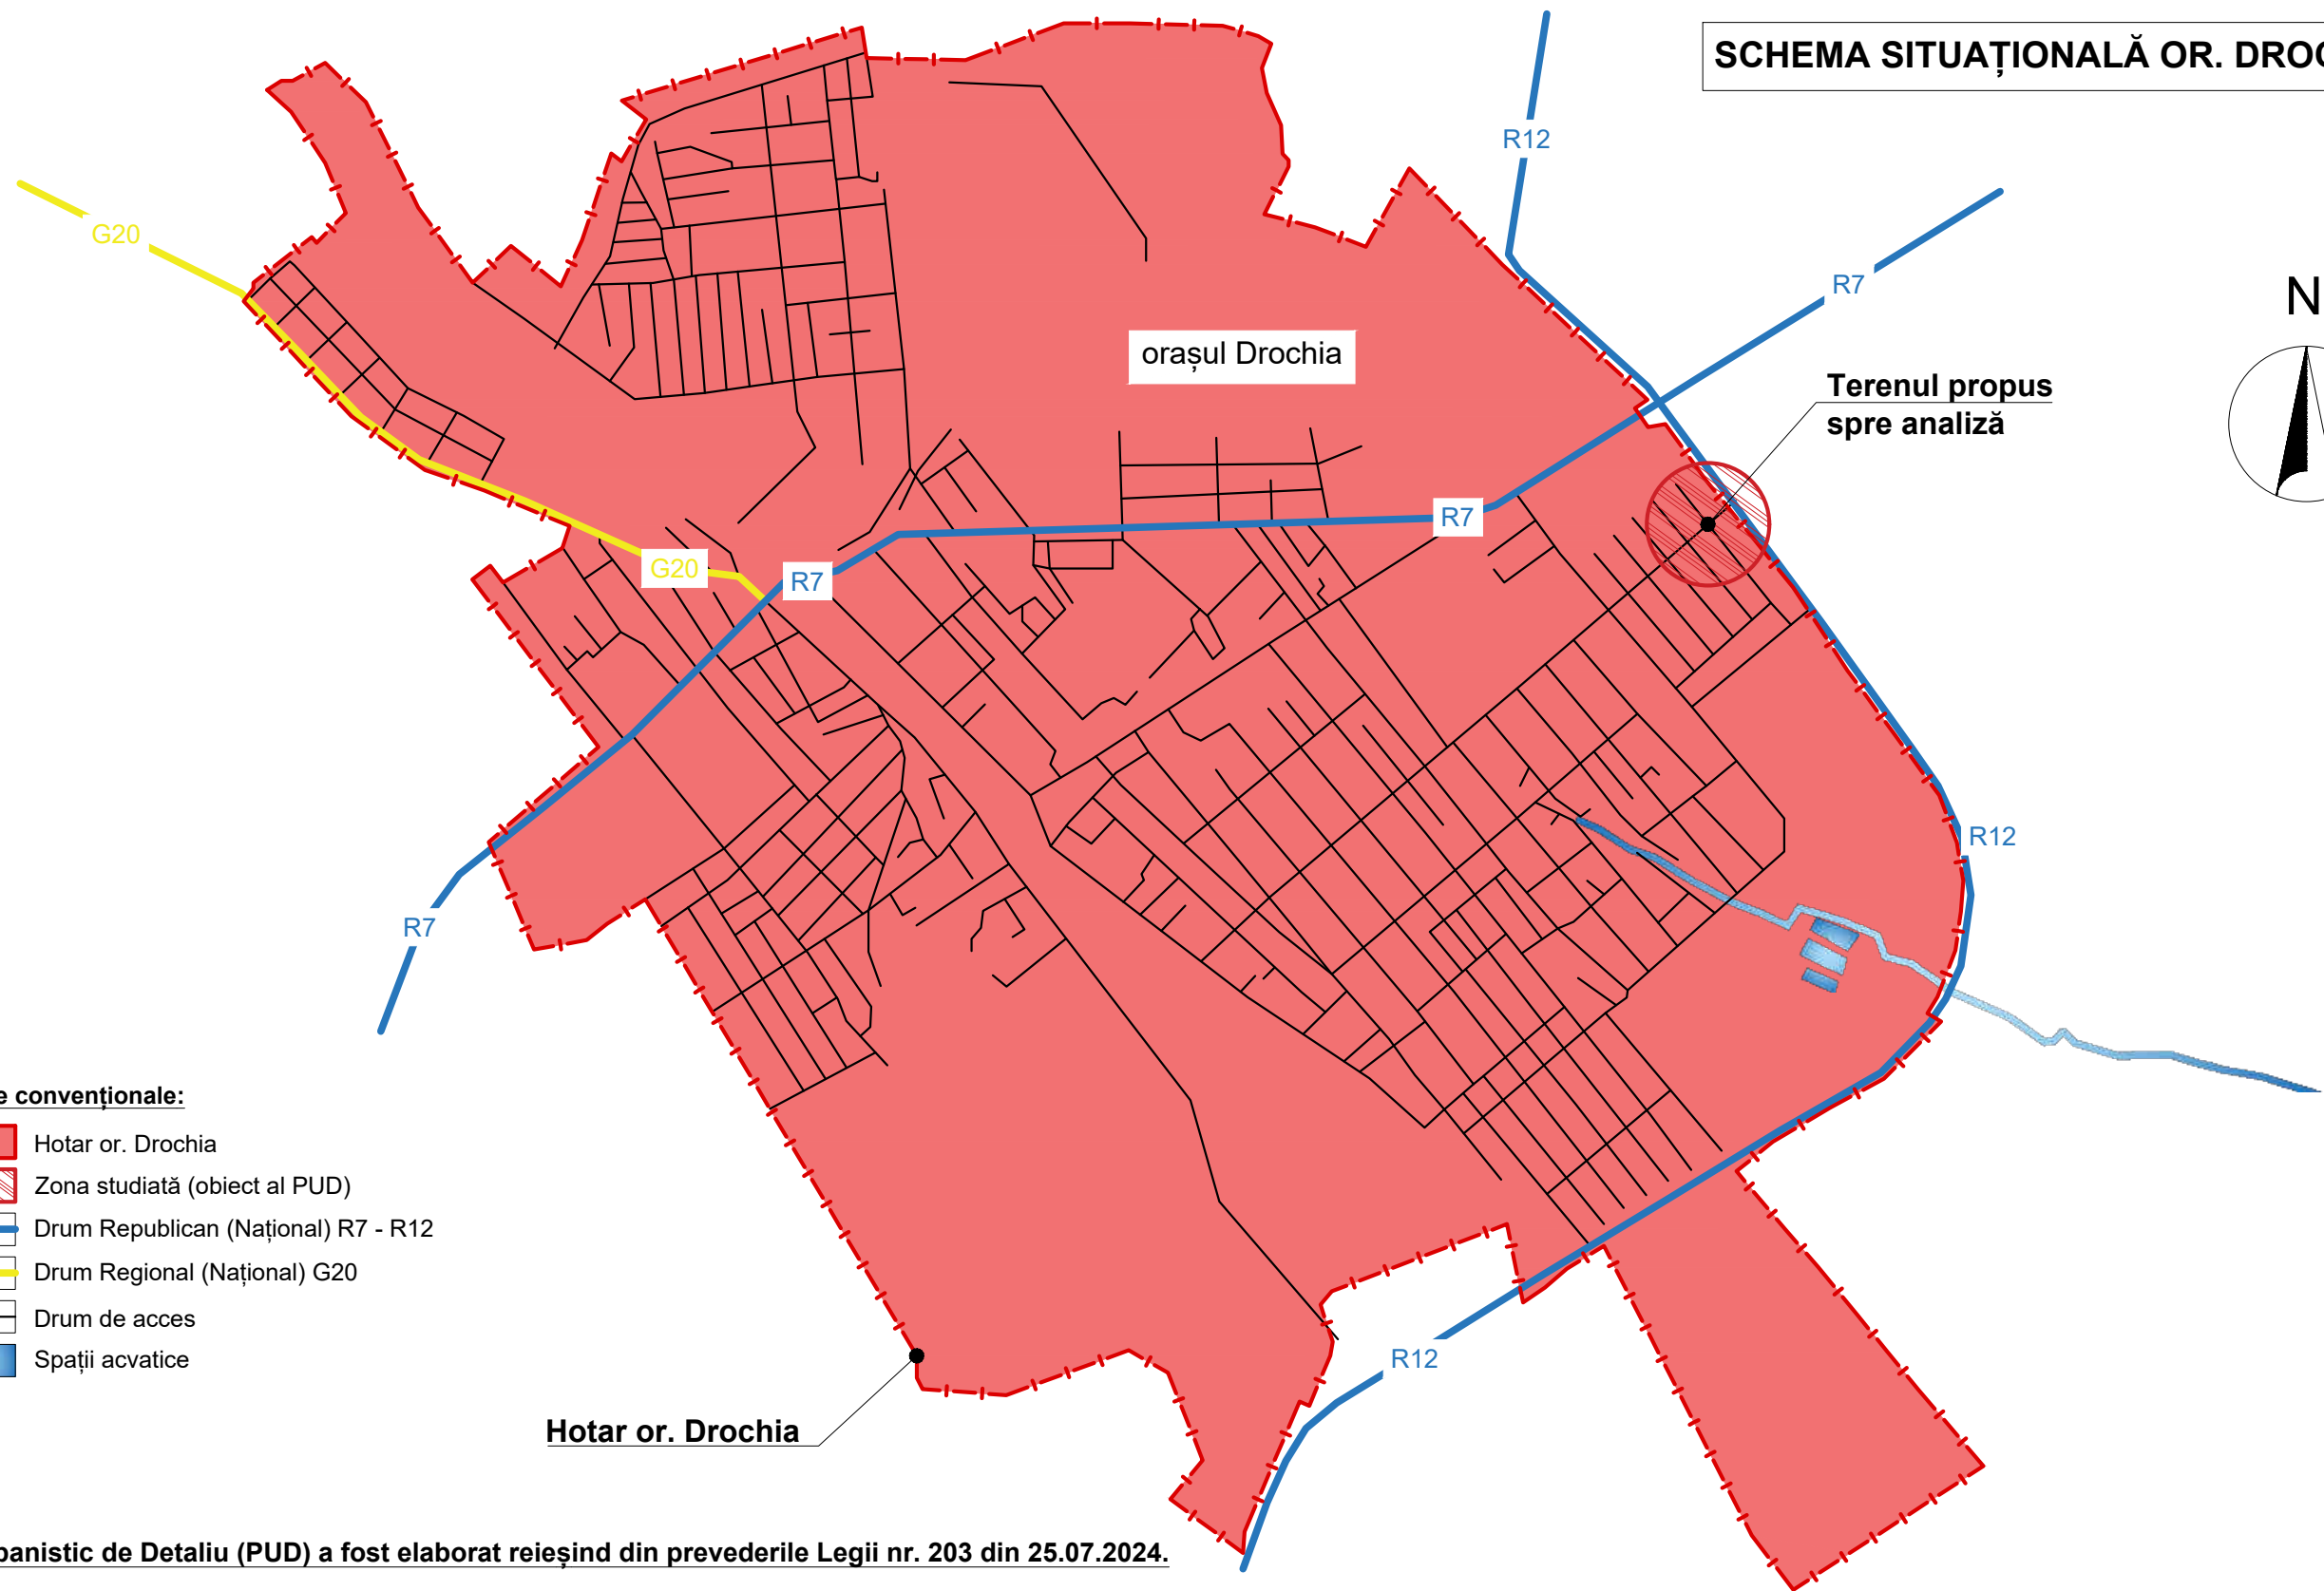 SCHEMA SITUAȚIONALĂ OR. DROC
R12
G20
R7
N
orașul Drochia
Terenul propus
spre analiză
R7
G20
R7
R12
R7
e convenționale:
Hotar or. Drochia
Zona studiată (obiect al PUD)
Drum Republican (Național) R7 - R12
Drum Regional (Național) G20
Drum de acces
Spații acvatice
R12
Hotar or. Drochia
banistic de Detaliu (PUD) a fost elaborat reieșind din prevederile Legii nr. 203 din 25.07.2024.